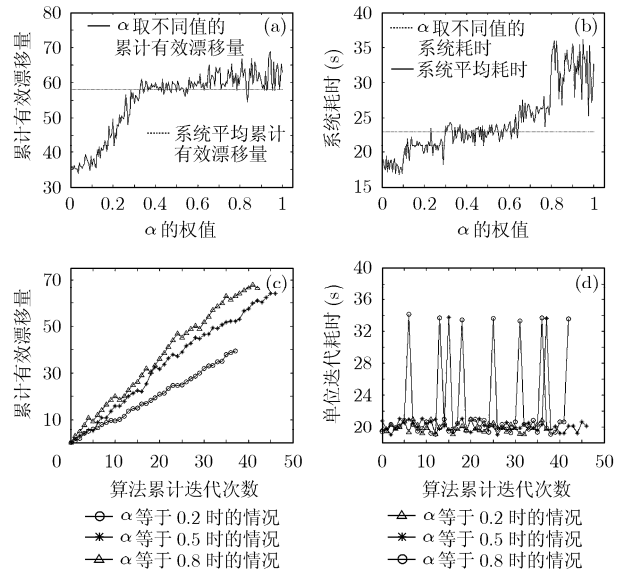 (a)
α 取不同值的
累计有效漂移量
系统平均累计
有效漂移量
累计有效漂移量
80
70
60
50
40
30
0 0.2 0.4 0.6 0.8 1
α 的权值
(b)
α 取不同值的
系统耗时
系统平均耗时
系统耗时 (s)
40
35
30
25
20
15
0 0.2 0.4 0.6 0.8 1
α 的权值
(c)
累计有效漂移量
70
50
30
10
0 10 20 30 40 50
算法累计迭代次数
α 等于 0.2 时的情况
α 等于 0.5 时的情况
α 等于 0.8 时的情况
(d)
单位迭代耗时 (s)
40
36
32
28
24
20
0 10 20 30 40 50
算法累计迭代次数
α 等于 0.2 时的情况
α 等于 0.5 时的情况
α 等于 0.8 时的情况